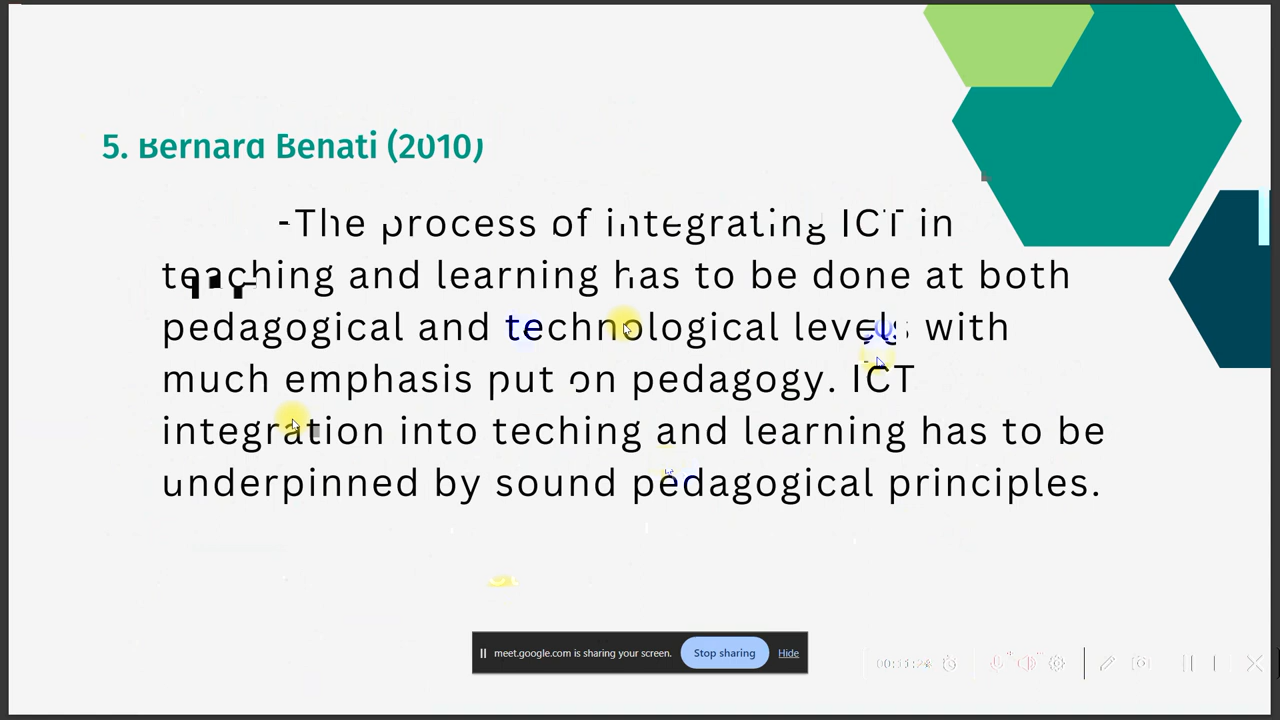 5. Bernard Benati (2010)
-The process of integrating ICT in
teaching and learning has to be done at both
pedagogical and technological levels with
much emphasis put on pedagogy. ICT
integration into teching and learning has to be
underpinned by sound pedagogical principles.
meet.google.com is sharing your screen. Stop sharing Hide